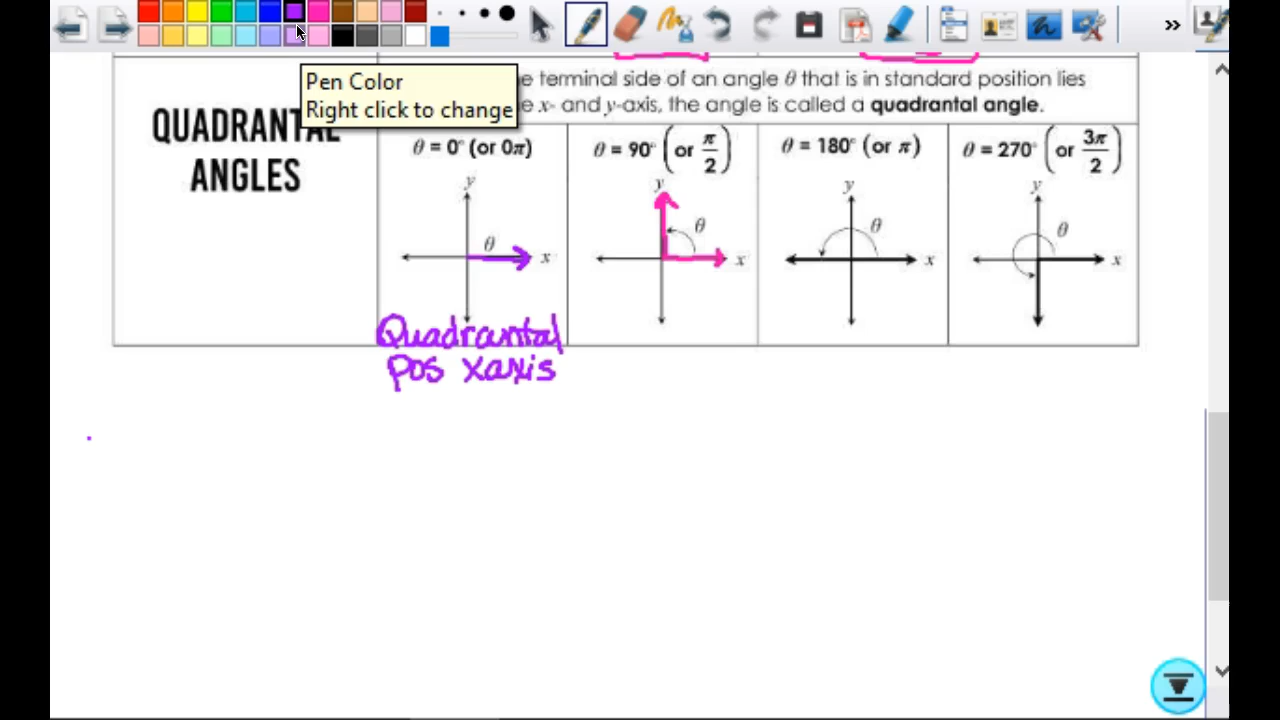 Pen Color
Right click to change
e terminal side of an angle θ that is in standard position lies
e x- and y-axis, the angle is called a quadrantal angle.
QUADRANTAL
ANGLES
θ = 0° (or 0π)
θ = 90° (or π/2)
θ = 180° (or π)
θ = 270° (or 3π/2)
y
θ
x
y
θ
x
y
θ
x
y
θ
x
Quadrantal
Pos xaxis